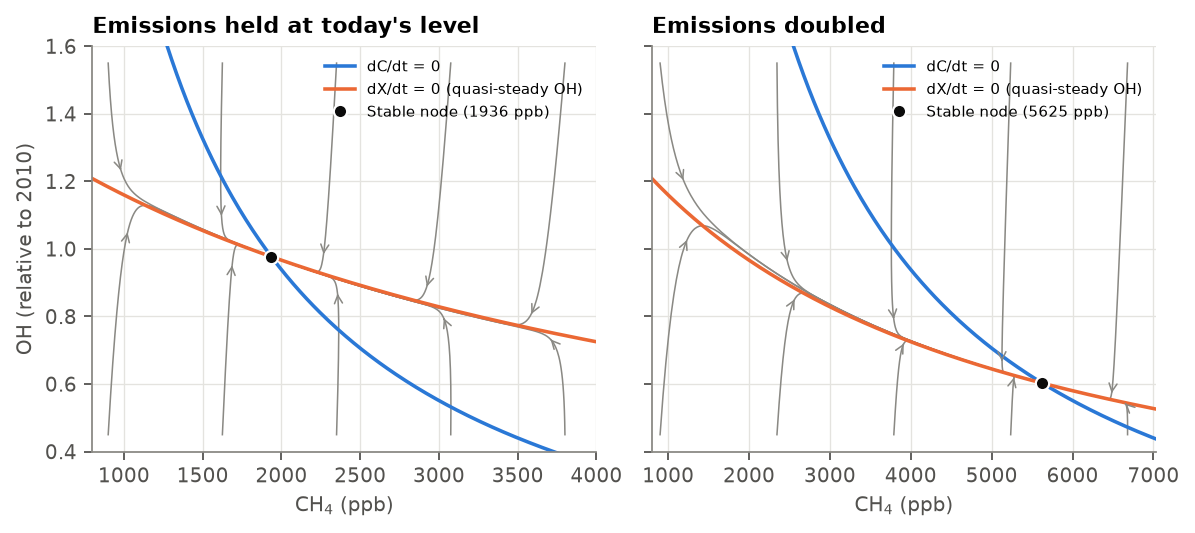 Emissions held at today's level
dC/dt = 0
dX/dt = 0 (quasi-steady OH)
Stable node (1936 ppb)
OH (relative to 2010)
1.6
1.4
1.2
1.0
0.8
0.6
0.4
1000 1500 2000 2500 3000 3500 4000
CH₄ (ppb)
Emissions doubled
dC/dt = 0
dX/dt = 0 (quasi-steady OH)
Stable node (5625 ppb)
1000 2000 3000 4000 5000 6000 7000
CH₄ (ppb)